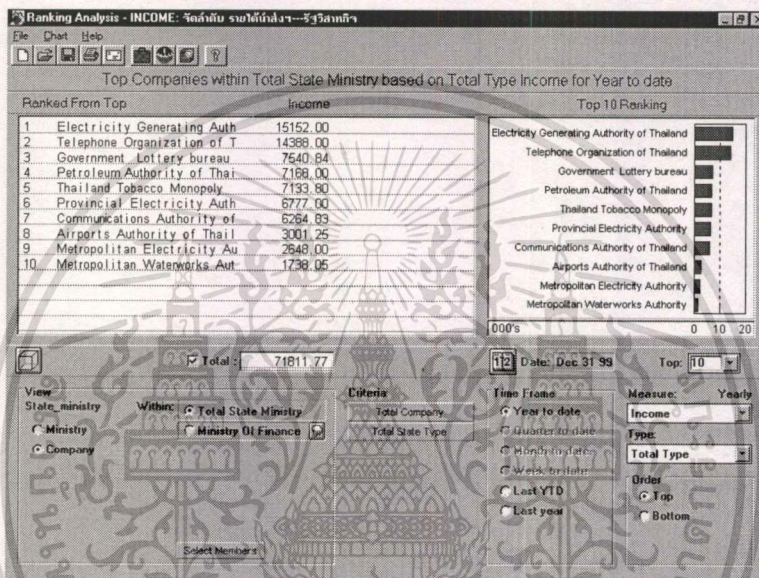 Ranking Analysis - INCOME: จัดลำดับ รายได้นำส่งฯ---รัฐวิสาหกิจ
File Chart Help
Top Companies within Total State Ministry based on Total Type Income for Year to date
Ranked From Top Income
Top 10 Ranking
1 Electricity Generating Auth 15152.00
2 Telephone Organization of T 14388.00
3 Government Lottery bureau 7540.84
4 Petroleum Authority of Thai 7168.00
5 Thailand Tobacco Monopoly 7133.80
6 Provincial Electricity Auth 6777.00
7 Communications Authority of 6264.83
8 Airports Authority of Thail 3001.25
9 Metropolitan Electricity Au 2648.00
10 Metropolitan Waterworks Aut 1738.05
Electricity Generating Authority of Thailand
Telephone Organization of Thailand
Government Lottery bureau
Petroleum Authority of Thailand
Thailand Tobacco Monopoly
Provincial Electricity Authority
Communications Authority of Thailand
Airports Authority of Thailand
Metropolitan Electricity Authority
Metropolitan Waterworks Authority
000's 0 10 20
Total : 71811.77
12 Date: Dec 31 99 Top: 10
View
State_ministry
Ministry
Company
Within: Total State Ministry
Ministry Of Finance
Select Members
Criteria
Total Company
Total State Type
Time Frame
Year to date
Quarter to date
Month to date
Week to date
Last YTD
Last year
Measure: Yearly
Income
Type:
Total Type
Order
Top
Bottom